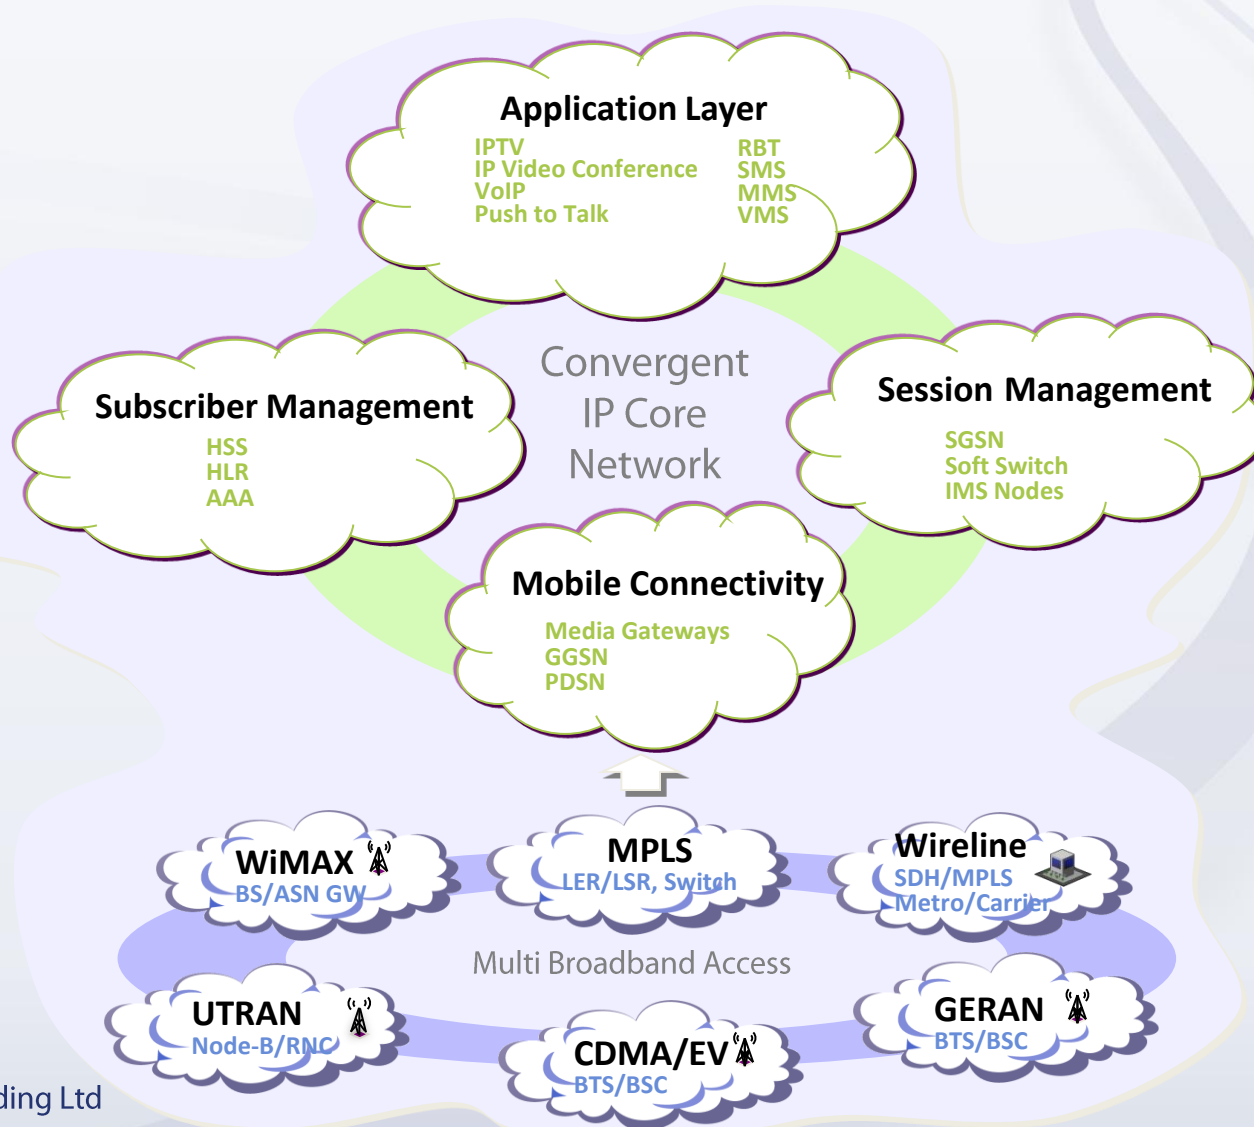 Application Layer
IPTV
IP Video Conference
VoIP
Push to Talk
RBT
SMS
MMS
VMS
Convergent
IP Core
Network
Subscriber Management
HSS
HLR
AAA
Session Management
SGSN
Soft Switch
IMS Nodes
Mobile Connectivity
Media Gateways
GGSN
PDSN
WiMAX
BS/ASN GW
MPLS
LER/LSR, Switch
Wireline
SDH/MPLS
Metro/Carrier
Multi Broadband Access
UTRAN
Node-B/RNC
CDMA/EV
BTS/BSC
GERAN
BTS/BSC
ding Ltd